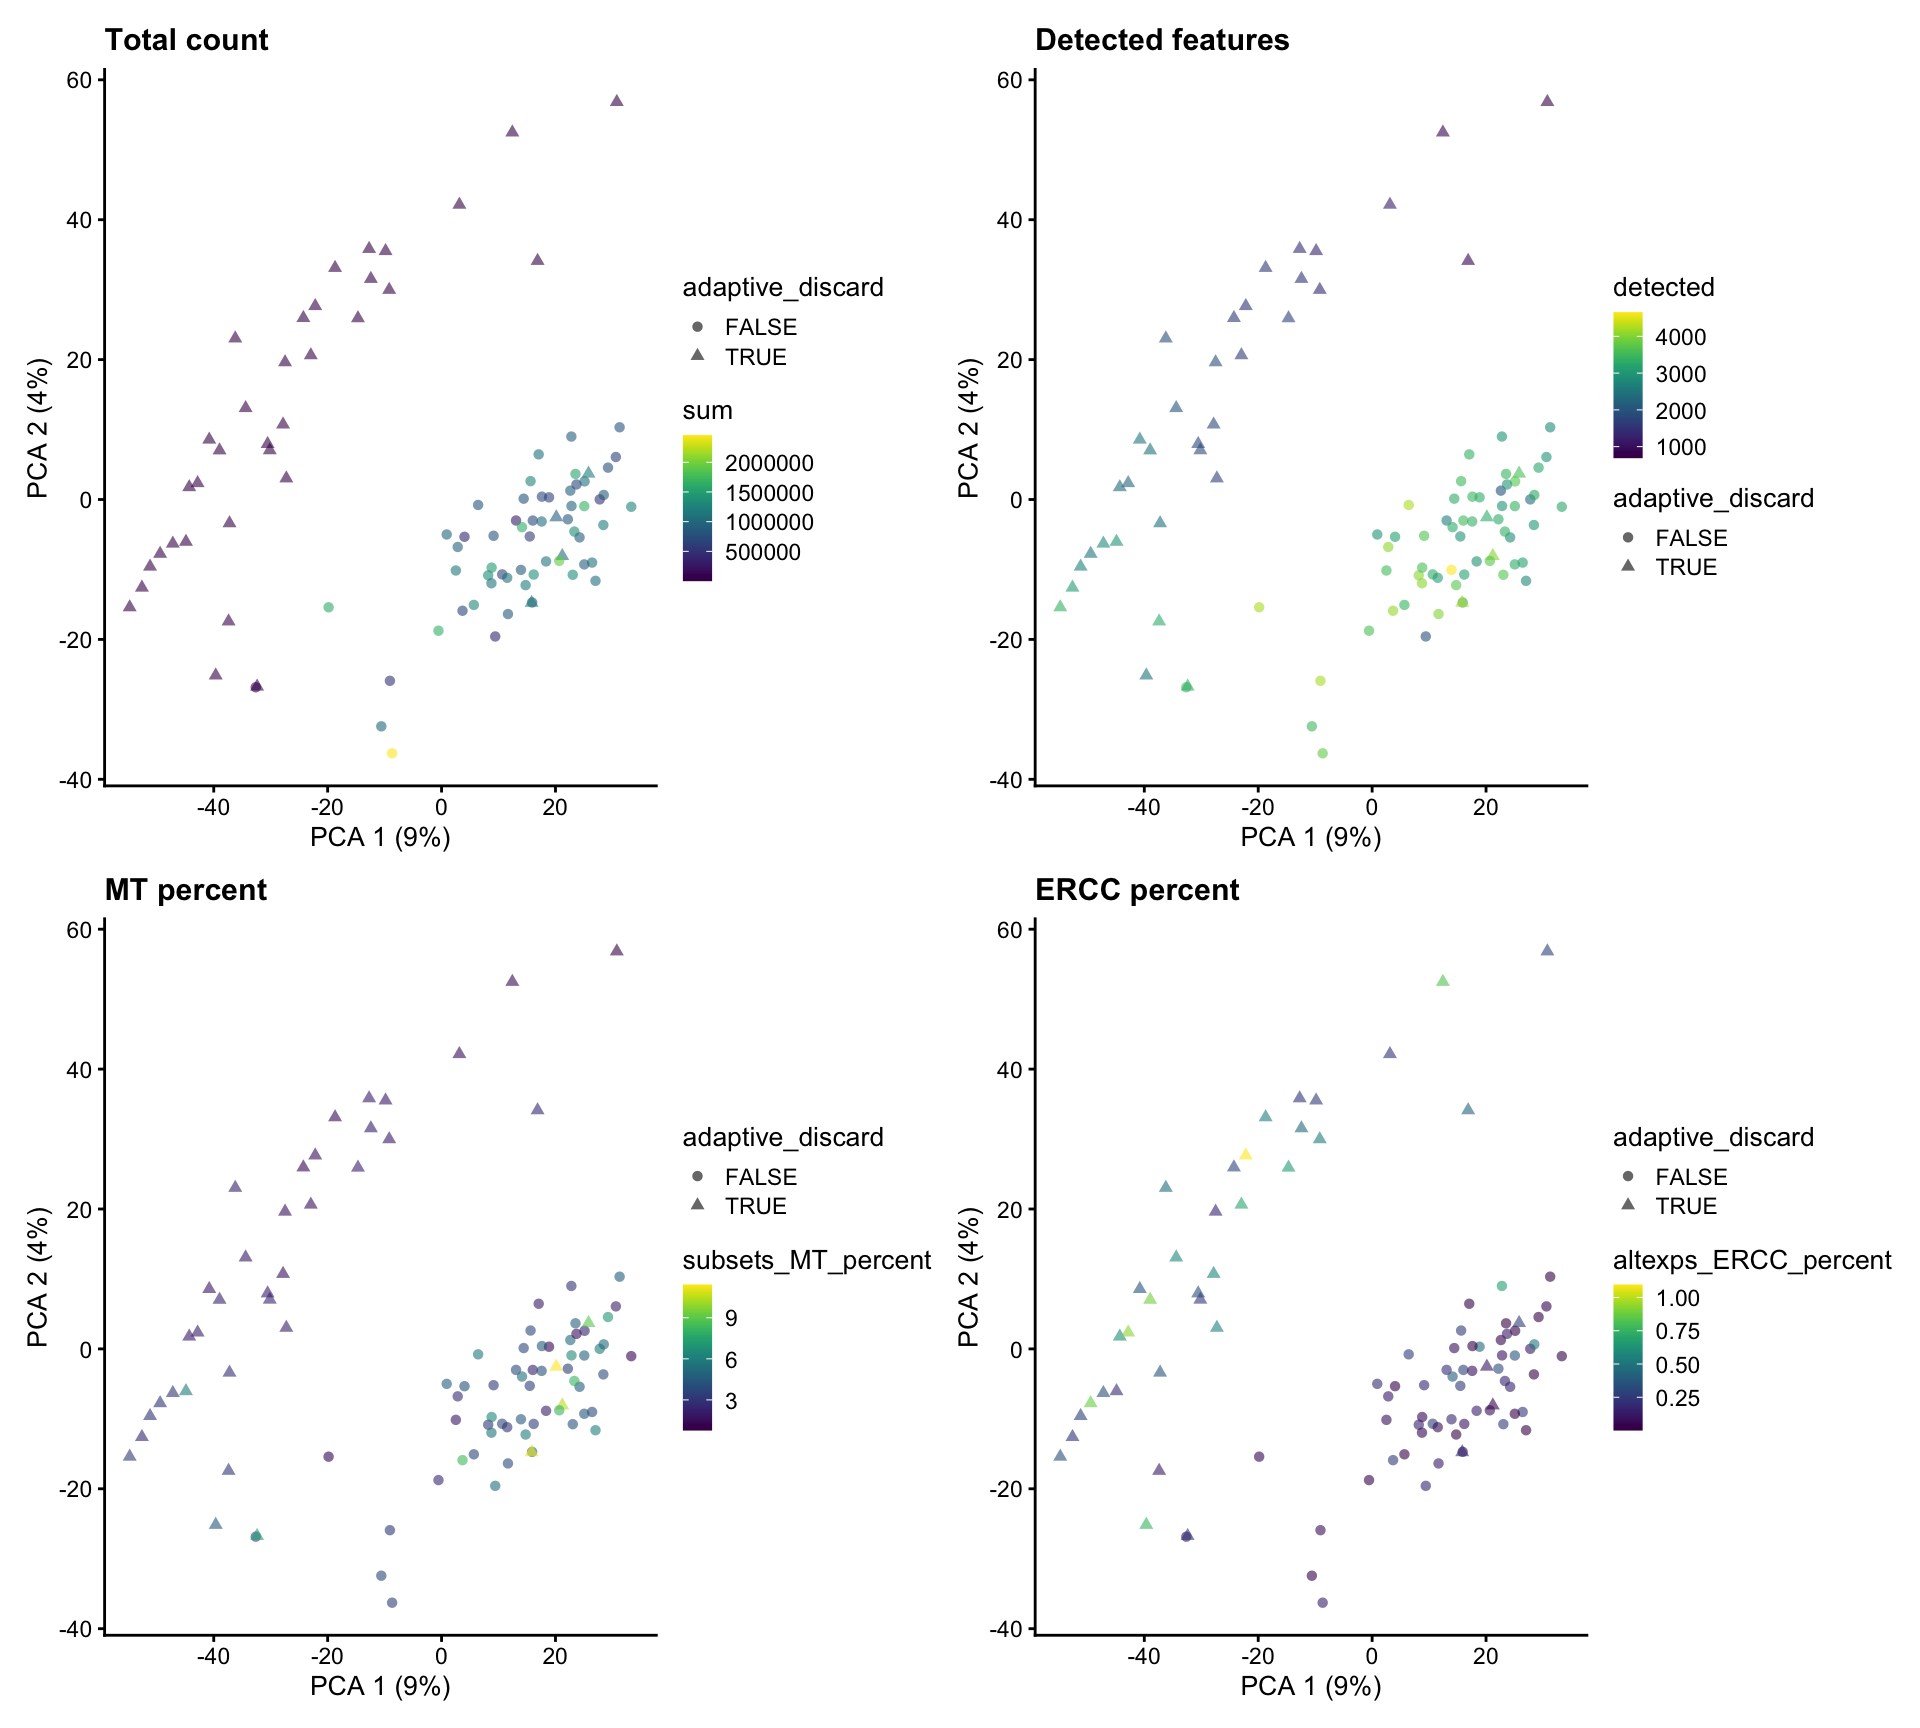 Total count
60
40
20
0
-20
-40
PCA 2 (4%)
-40
-20
0
20
PCA 1 (9%)
adaptive_discard
FALSE
TRUE
sum
2000000
1500000
1000000
500000
Detected features
60
40
20
0
-20
-40
PCA 2 (4%)
-40
-20
0
20
PCA 1 (9%)
detected
4000
3000
2000
1000
adaptive_discard
FALSE
TRUE
MT percent
60
40
20
0
-20
-40
PCA 2 (4%)
-40
-20
0
20
PCA 1 (9%)
adaptive_discard
FALSE
TRUE
subsets_MT_percent
9
6
3
ERCC percent
60
40
20
0
-20
-40
PCA 2 (4%)
-40
-20
0
20
PCA 1 (9%)
adaptive_discard
FALSE
TRUE
altexps_ERCC_percent
1.00
0.75
0.50
0.25